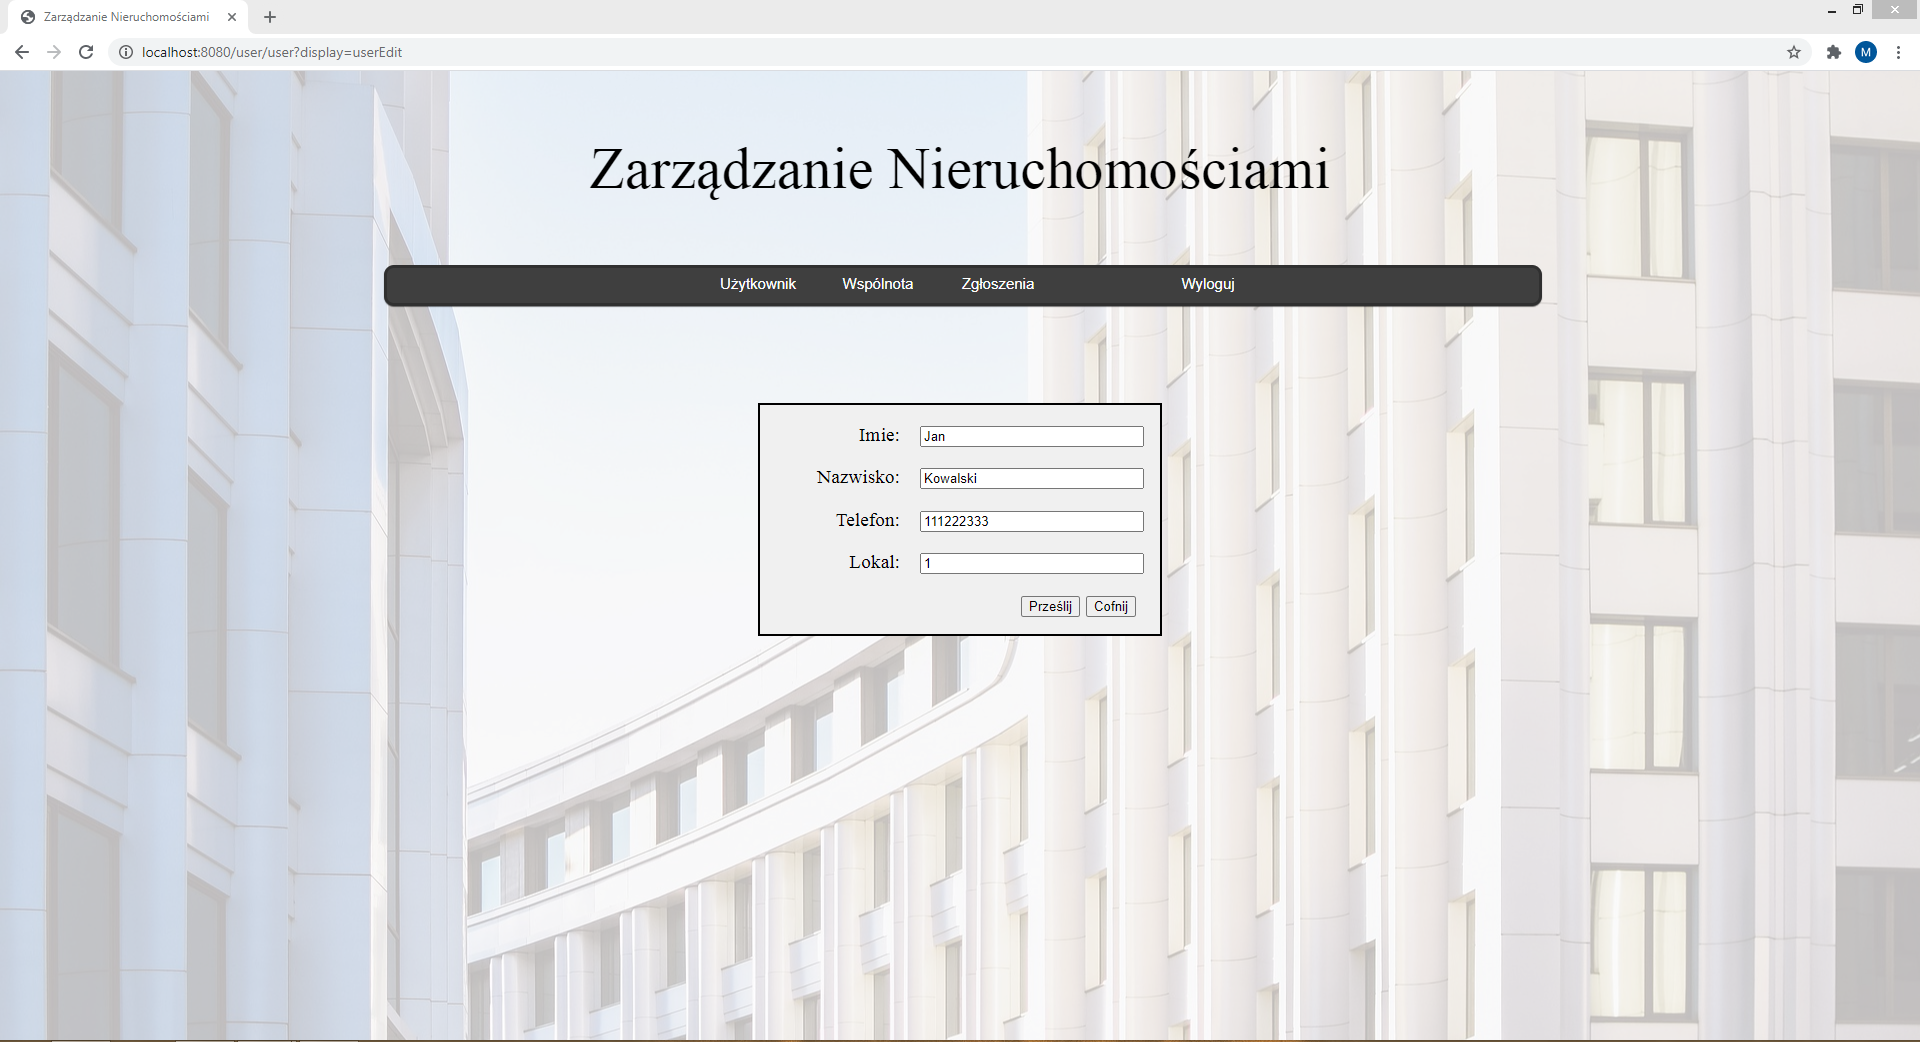 Zarządzanie Nieruchomościami
localhost:8080/user/user?display=userEdit
M
Zarządzanie Nieruchomościami
Użytkownik Wspólnota Zgłoszenia Wyloguj
Imie: Jan
Nazwisko: Kowalski
Telefon: 111222333
Lokal: 1
Prześlij Cofnij